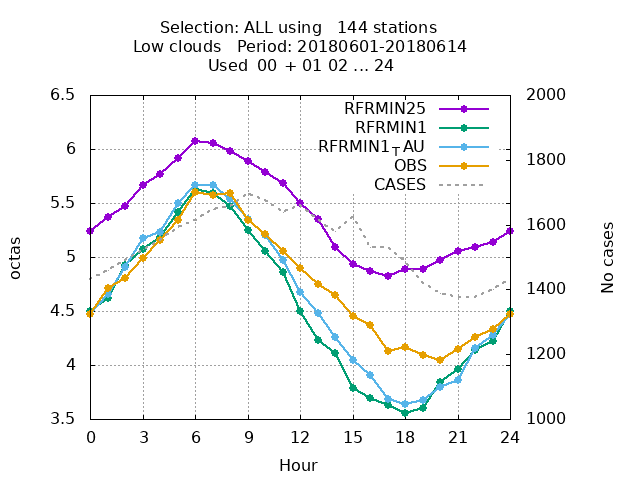 Selection: ALL using   144 stations
Low clouds   Period: 20180601-20180614
Used  00 + 01 02 ... 24
RFRMIN25
RFRMIN1
RFRMIN1┬AU
OBS
CASES
6.5
6
5.5
5
4.5
4
3.5
octas
2000
1800
1600
1400
1200
1000
No cases
0 3 6 9 12 15 18 21 24
Hour